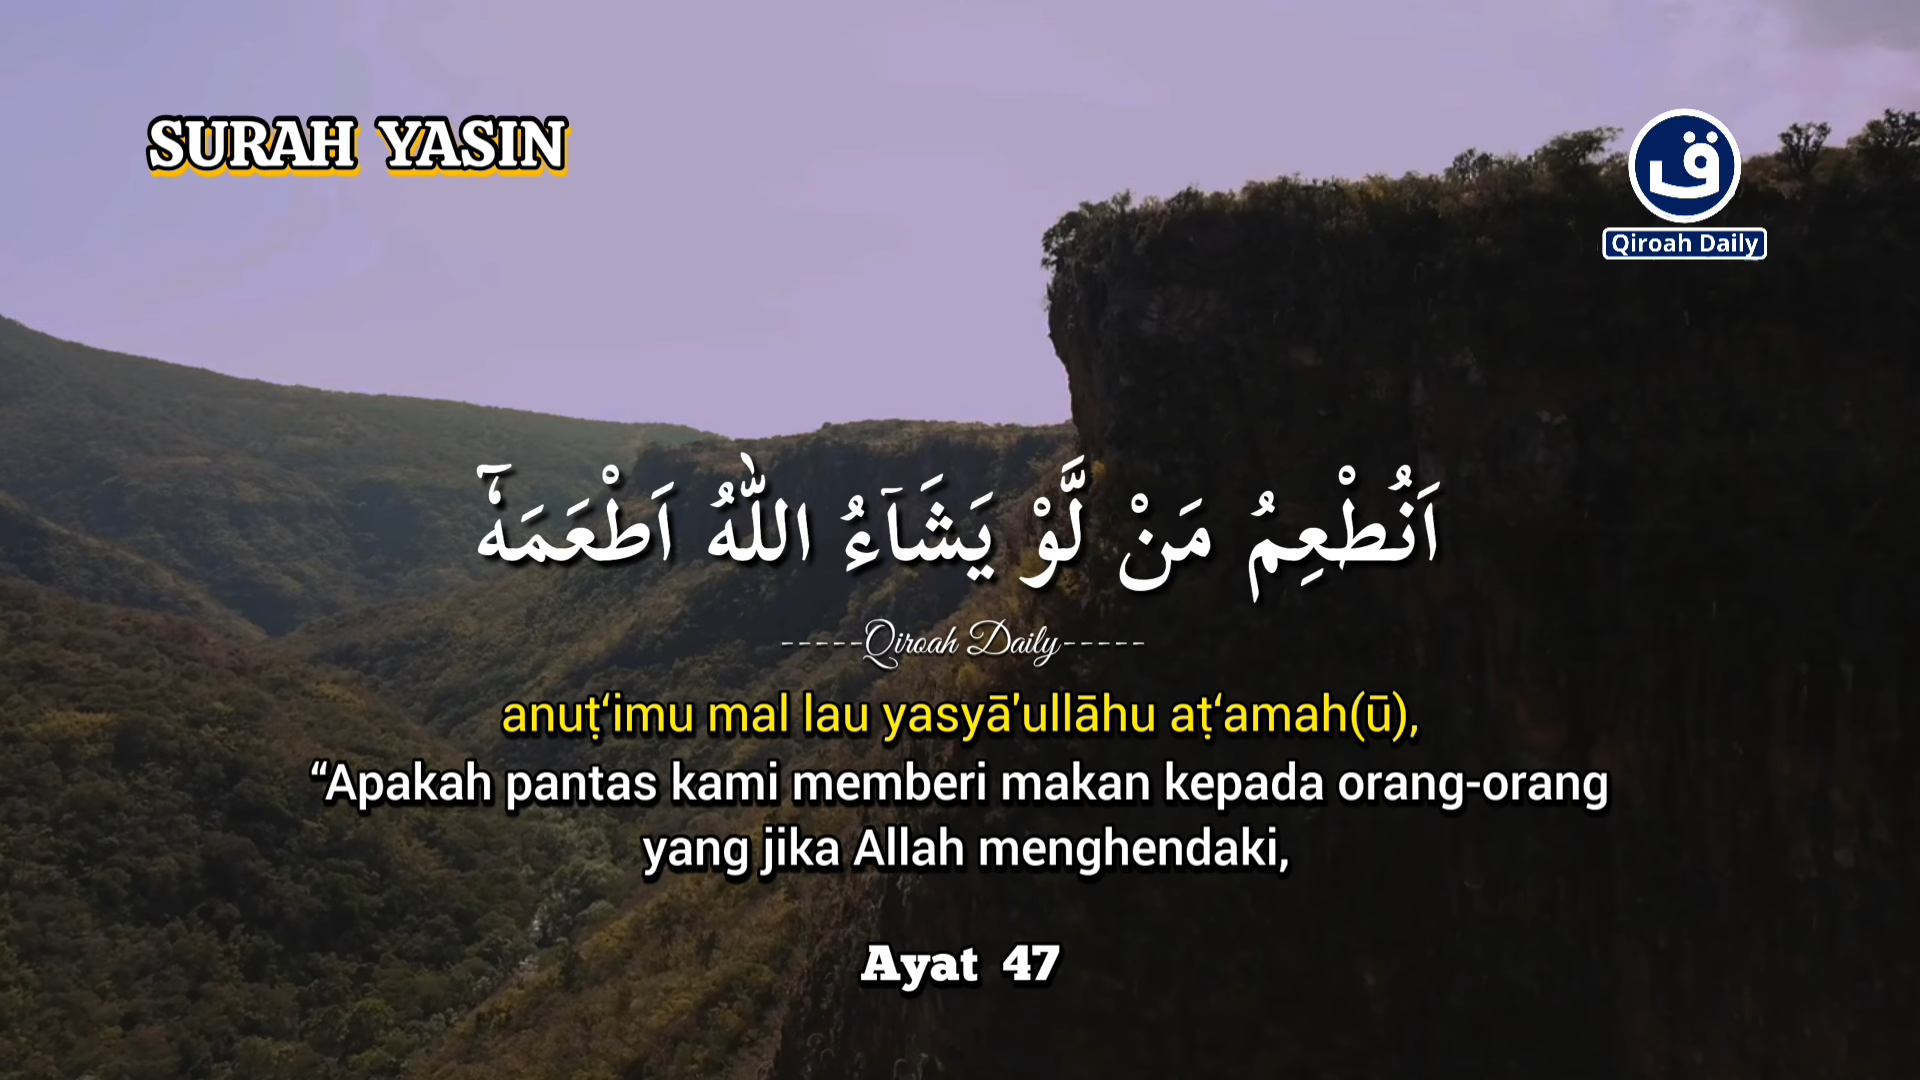 SURAH YASIN
ق
Qiroah Daily
اَنُطْعِمُ مَنْ لَّوْ يَشَاۤءُ اللّٰهُ اَطْعَمَهٗٓ
-----Qiroah Daily-----
anuṭ‘imu mal lau yasyā'ullāhu aṭ‘amah(ū),
“Apakah pantas kami memberi makan kepada orang-orang
yang jika Allah menghendaki,
Ayat 47